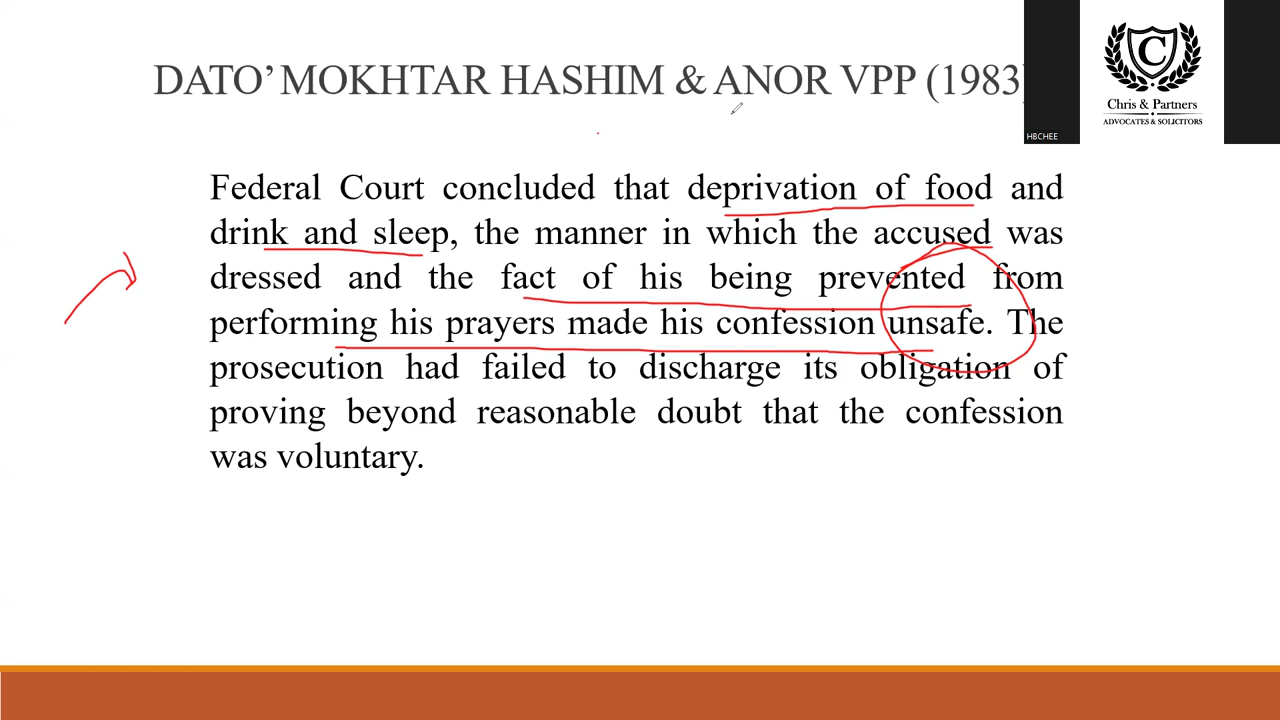 DATO’ MOKHTAR HASHIM & ANOR VPP (1983)
C
Chris & Partners
ADVOCATES & SOLICITORS
HBCHEE
Federal Court concluded that deprivation of food and
drink and sleep, the manner in which the accused was
dressed and the fact of his being prevented from
performing his prayers made his confession unsafe. The
prosecution had failed to discharge its obligation of
proving beyond reasonable doubt that the confession
was voluntary.